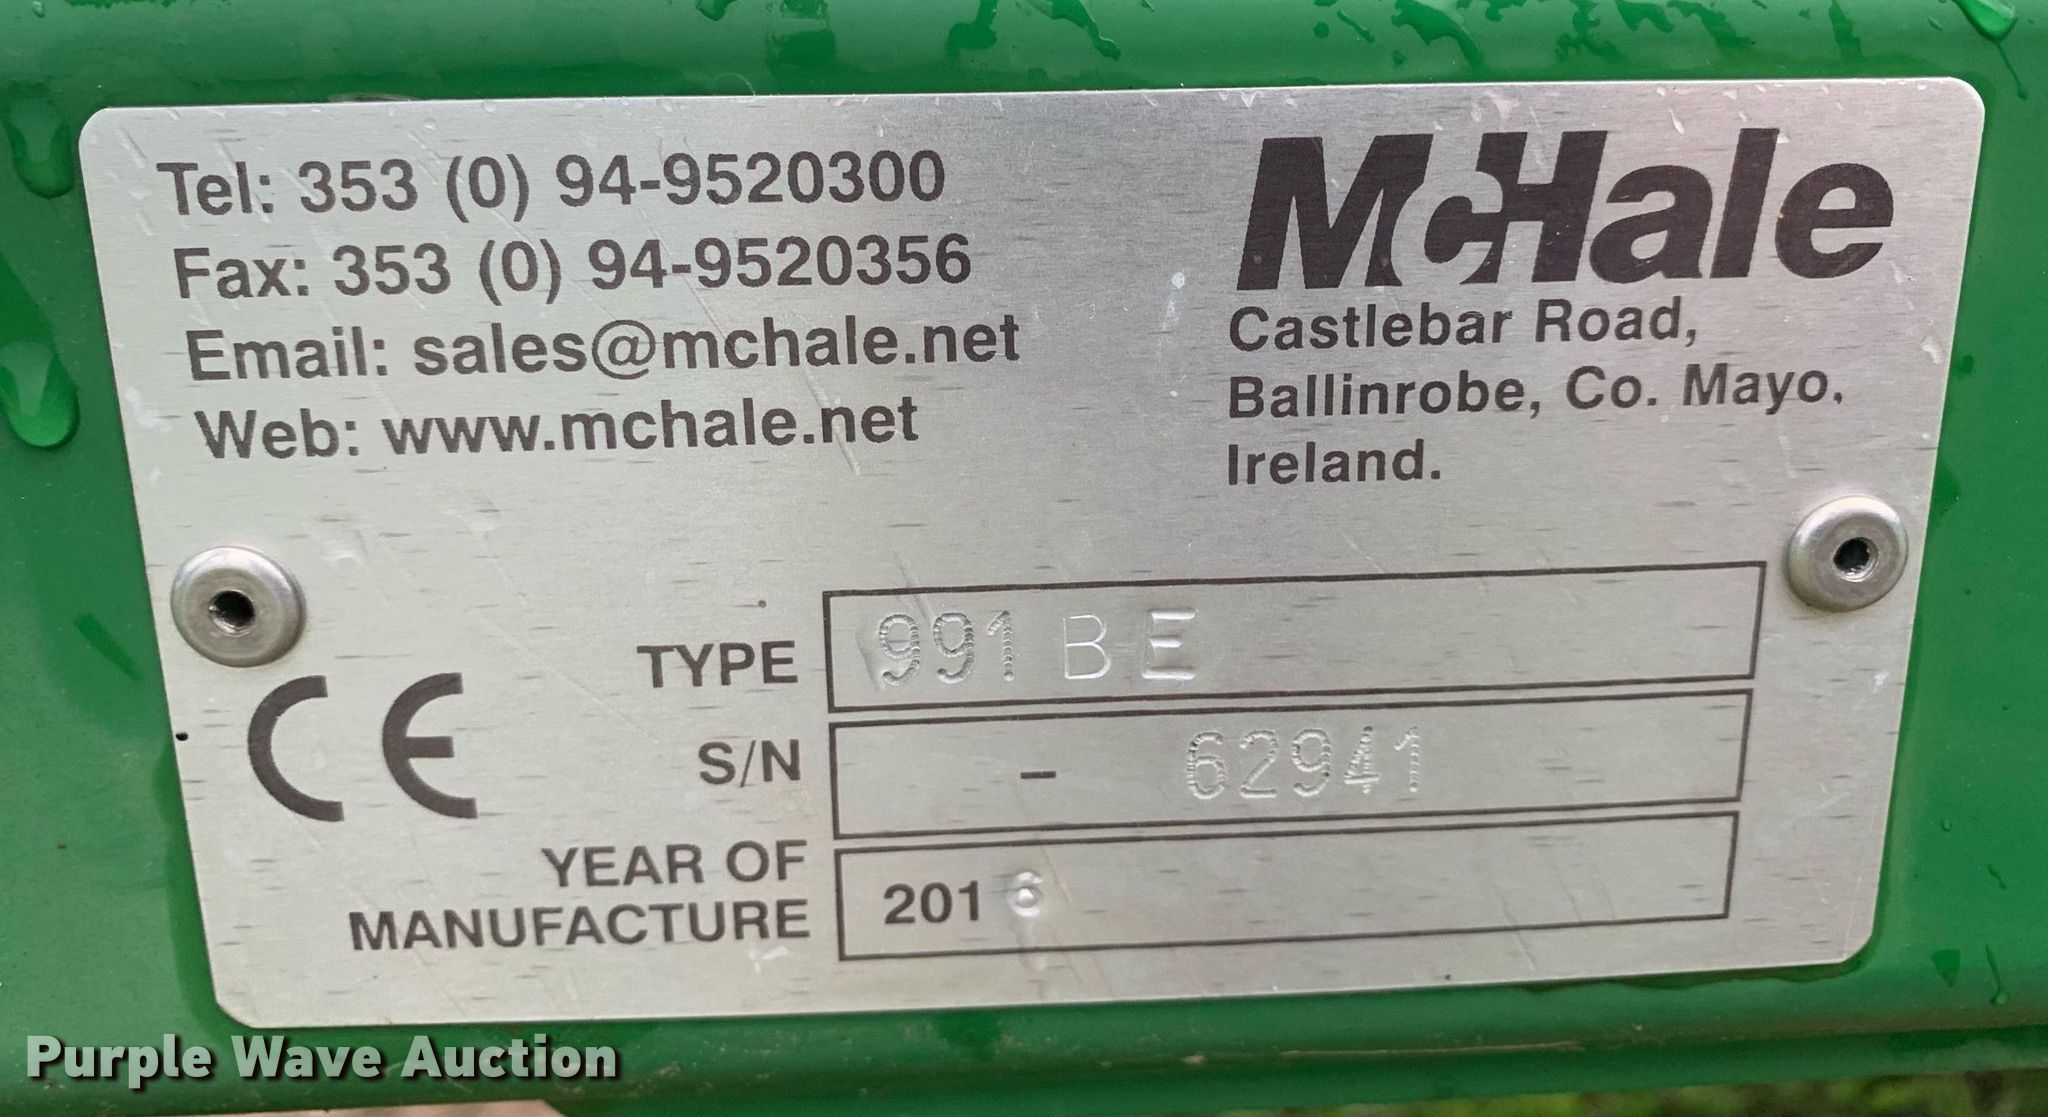 Tel: 353 (0) 94-9520300
Fax: 353 (0) 94-9520356
Email: sales@mchale.net
Web: www.mchale.net
McHale
Castlebar Road,
Ballinrobe, Co. Mayo,
Ireland.
CE
TYPE 991 BE
S/N - 62941
YEAR OF
MANUFACTURE 2016
Purple Wave Auction